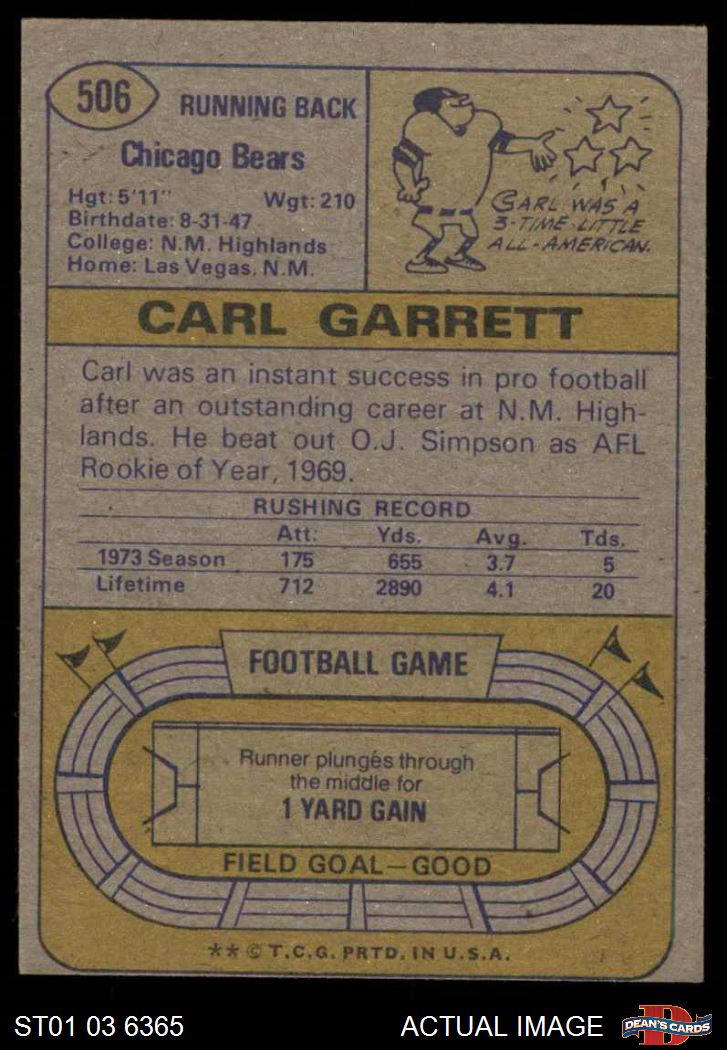 506
RUNNING BACK
Chicago Bears
Hgt: 5'11" Wgt: 210
Birthdate: 8-31-47
College: N.M. Highlands
Home: Las Vegas, N.M.
CARL WAS A
3-TIME LITTLE
ALL-AMERICAN.
CARL GARRETT
Carl was an instant success in pro football
after an outstanding career at N.M. High-
lands. He beat out O.J. Simpson as AFL
Rookie of Year, 1969.
RUSHING RECORD
Att: Yds. Avg. Tds.
1973 Season 175 655 3.7 5
Lifetime 712 2890 4.1 20
FOOTBALL GAME
Runner plunges through
the middle for
1 YARD GAIN
FIELD GOAL—GOOD
** © T.C.G. PRTD. IN U.S.A.
ST01 03 6365 ACTUAL IMAGE
D
DEAN'S CARDS